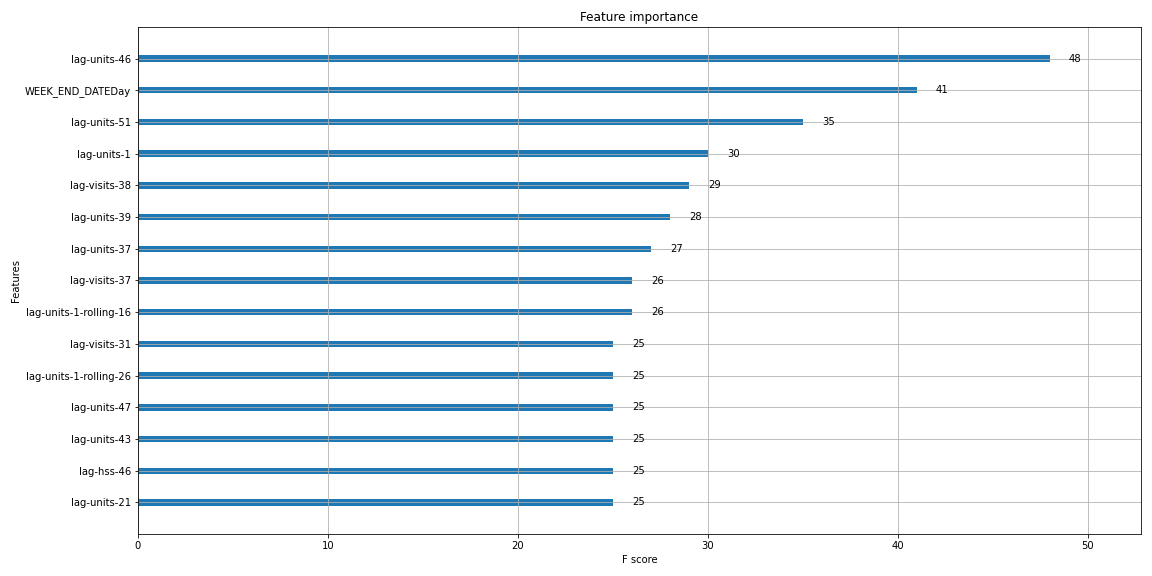 Feature importance
lag-units-46 48
WEEK_END_DATEDay 41
lag-units-51 35
lag-units-1 30
lag-visits-38 29
lag-units-39 28
lag-units-37 27
lag-visits-37 26
lag-units-1-rolling-16 26
lag-visits-31 25
lag-units-1-rolling-26 25
lag-units-47 25
lag-units-43 25
lag-hss-46 25
lag-units-21 25
Features
0 10 20 30 40 50
F score